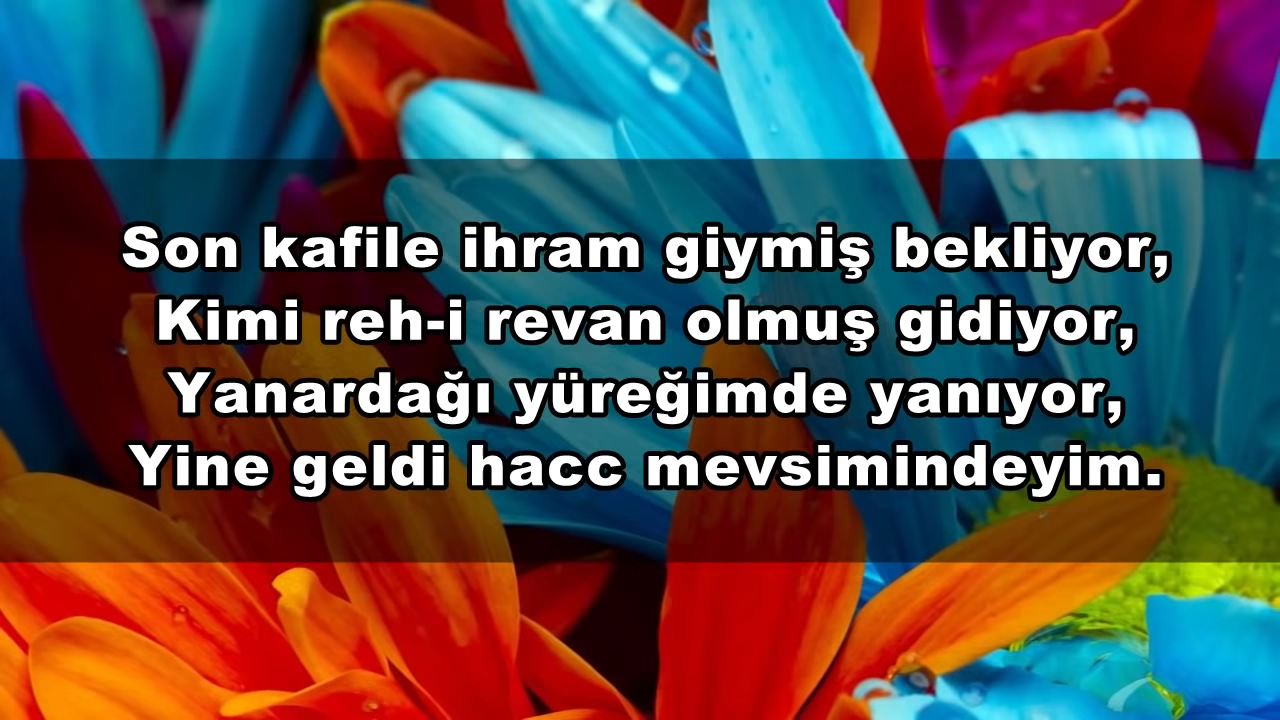 Son kafile ihram giymiş bekliyor,
Kimi reh-i revan olmuş gidiyor,
Yanardağı yüreğimde yanıyor,
Yine geldi hacc mevsimindeyim.